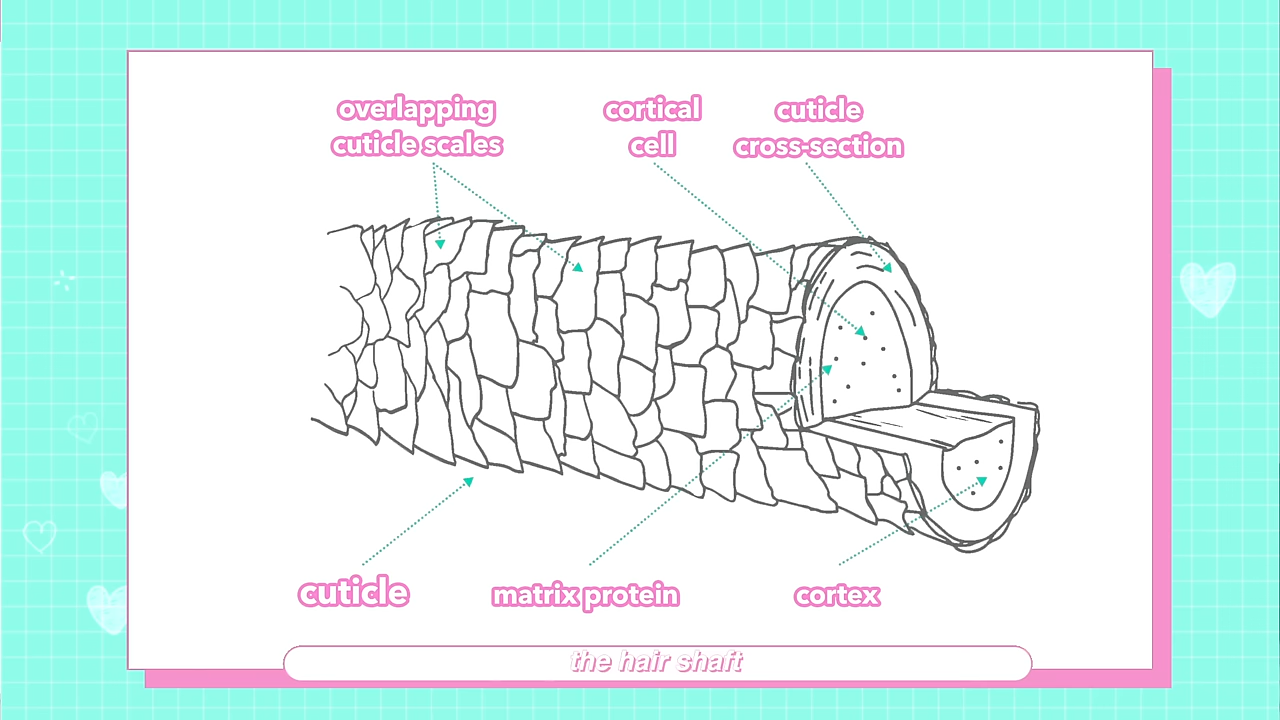 overlapping
cuticle scales
cortical
cell
cuticle
cross-section
cuticle
matrix protein
cortex
the hair shaft